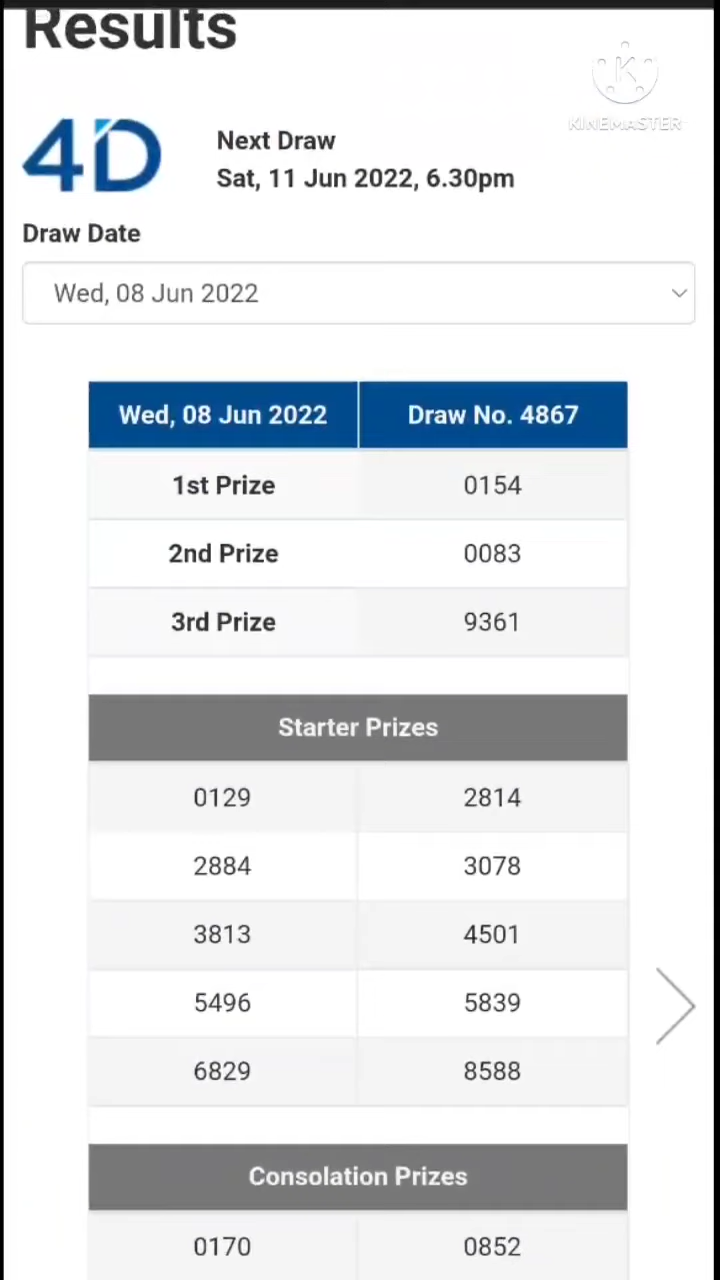 Results
KINEMASTER
4D
Next Draw
Sat, 11 Jun 2022, 6.30pm
Draw Date
Wed, 08 Jun 2022
Wed, 08 Jun 2022 Draw No. 4867
1st Prize 0154
2nd Prize 0083
3rd Prize 9361
Starter Prizes
0129 2814
2884 3078
3813 4501
5496 5839
6829 8588
Consolation Prizes
0170 0852